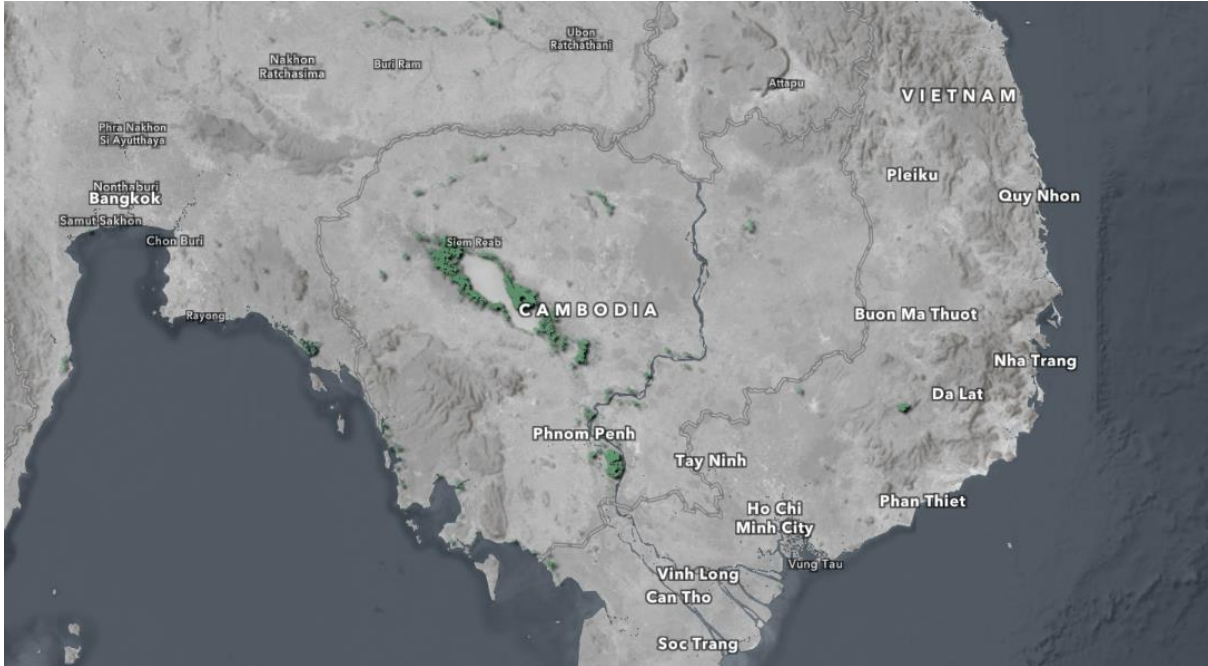 Ubon
Ratchathani
Nakhon
Ratchasima
Buri Ram
Attapu
VIETNAM
Phra Nakhon
Si Ayutthaya
Pleiku
Nonthaburi
Bangkok
Quy Nhon
Samut Sakhon
Chon Buri
Siem Reab
CAMBODIA
Rayong
Buon Ma Thuot
Nha Trang
Da Lat
Phnom Penh
Tay Ninh
Phan Thiet
Ho Chi
Minh City
Vung Tau
Vinh Long
Can Tho
Soc Trang